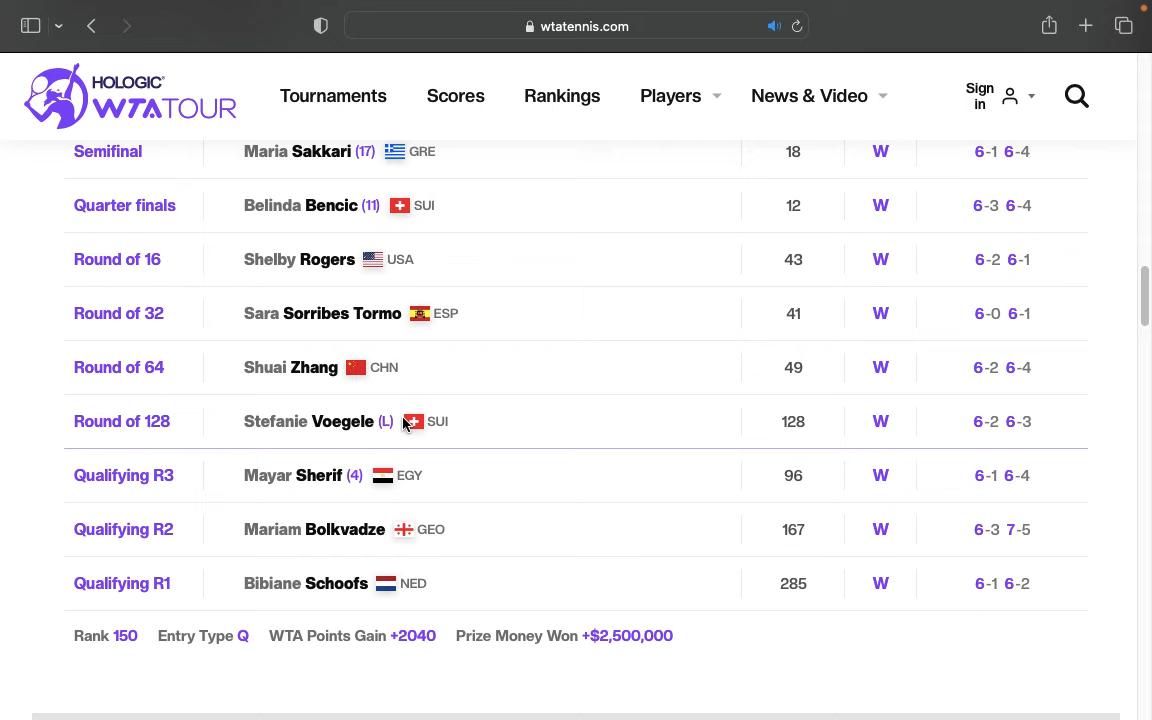 wtatennis.com
HOLOGIC®
WTATOUR
Tournaments Scores Rankings Players News & Video Sign in
Semifinal Maria Sakkari (17) GRE 18 W 6-1 6-4
Quarter finals Belinda Bencic (11) SUI 12 W 6-3 6-4
Round of 16 Shelby Rogers USA 43 W 6-2 6-1
Round of 32 Sara Sorribes Tormo ESP 41 W 6-0 6-1
Round of 64 Shuai Zhang CHN 49 W 6-2 6-4
Round of 128 Stefanie Voegele (L) SUI 128 W 6-2 6-3
Qualifying R3 Mayar Sherif (4) EGY 96 W 6-1 6-4
Qualifying R2 Mariam Bolkvadze GEO 167 W 6-3 7-5
Qualifying R1 Bibiane Schoofs NED 285 W 6-1 6-2
Rank 150 Entry Type Q WTA Points Gain +2040 Prize Money Won +$2,500,000